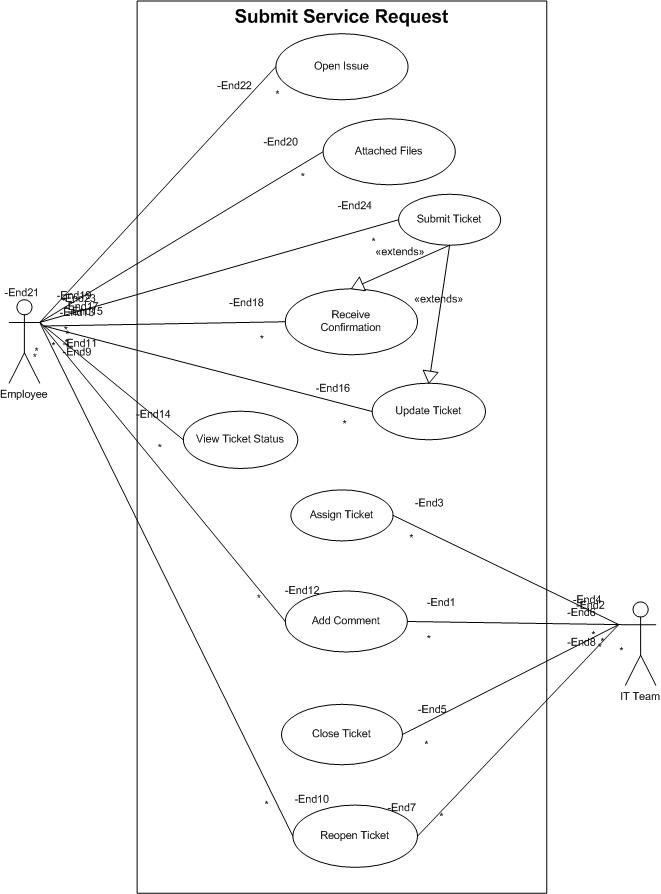 Submit Service Request
Open Issue
-End22
*
Attached Files
-End20
*
-End24
Submit Ticket
*
«extends»
-End21
«extends»
-End18
Receive
Confirmation
*
-End11
-End9
*
*
*
Employee
-End16
Update Ticket
*
-End14
View Ticket Status
*
-End3
Assign Ticket
*
-End12
*
Add Comment
-End1
*
-End4
-End2
-End6
-End8
*
*
*
IT Team
-End5
Close Ticket
*
-End10
*
-End7
*
Reopen Ticket